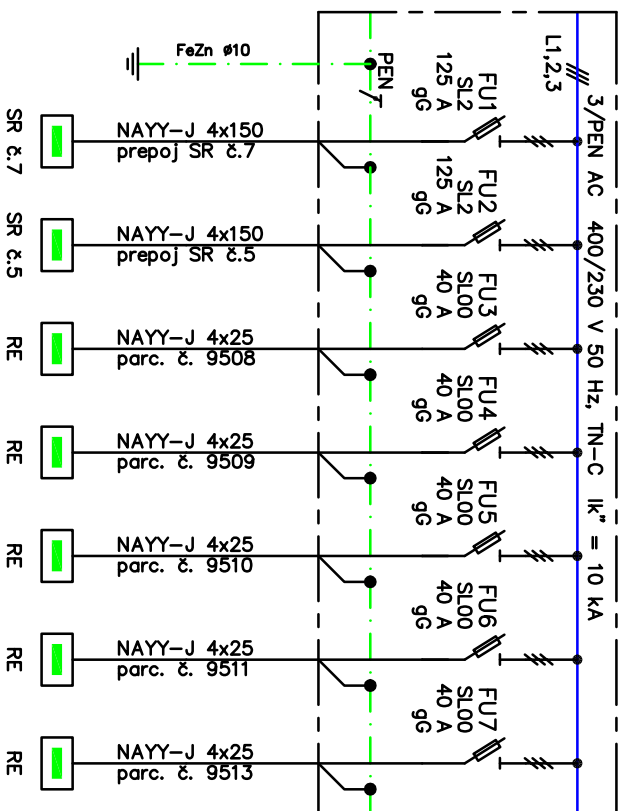 3/PEN AC 400/230 V 50 Hz, TN-C Ik" = 10 kA
L1,2,3
PEN
FeZn ø10
FU1
SL2
125 A
gG
NAYY-J 4x150
prepoj SR č.7
SR č.7
FU2
SL2
125 A
gG
NAYY-J 4x150
prepoj SR č.5
SR č.5
FU3
SL00
40 A
gG
NAYY-J 4x25
parc. č. 9508
RE
FU4
SL00
40 A
gG
NAYY-J 4x25
parc. č. 9509
RE
FU5
SL00
40 A
gG
NAYY-J 4x25
parc. č. 9510
RE
FU6
SL00
40 A
gG
NAYY-J 4x25
parc. č. 9511
RE
FU7
SL00
40 A
gG
NAYY-J 4x25
parc. č. 9513
RE